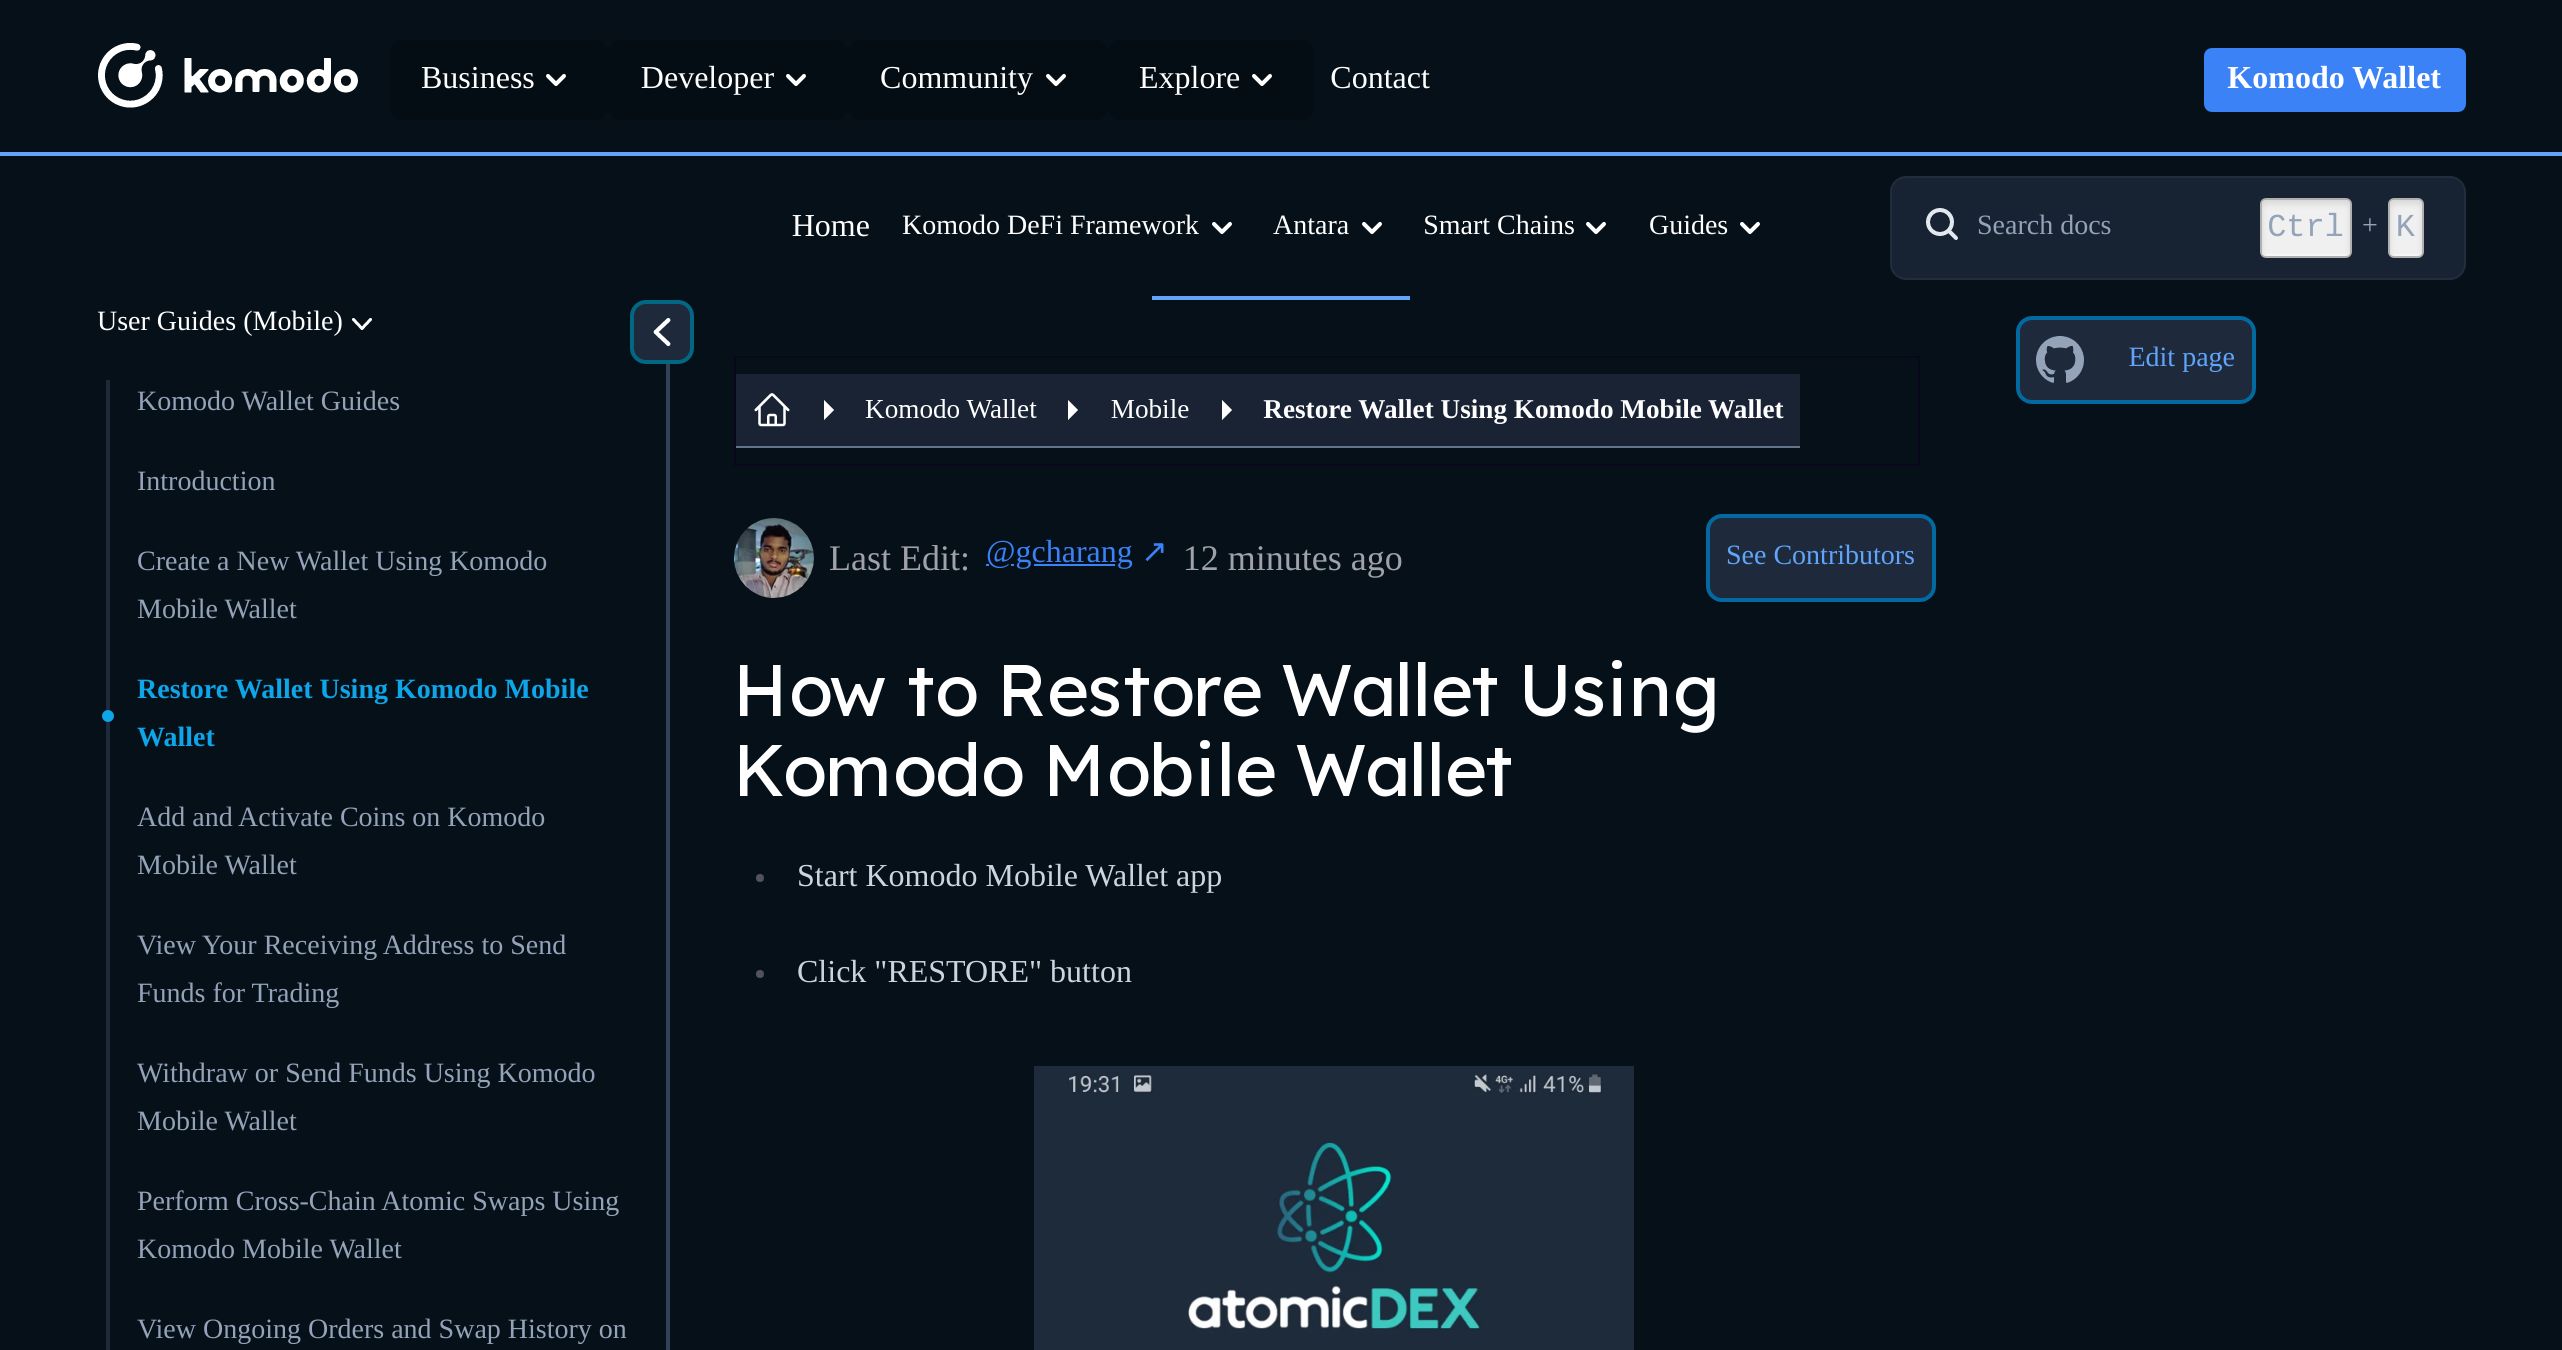 komodo
Business
Developer
Community
Explore
Contact
Komodo Wallet
Home
Komodo DeFi Framework
Antara
Smart Chains
Guides
Search docs
Ctrl + K
User Guides (Mobile)
Edit page
Komodo Wallet Guides
Introduction
Create a New Wallet Using Komodo
Mobile Wallet
Restore Wallet Using Komodo Mobile
Wallet
Add and Activate Coins on Komodo
Mobile Wallet
View Your Receiving Address to Send
Funds for Trading
Withdraw or Send Funds Using Komodo
Mobile Wallet
Perform Cross-Chain Atomic Swaps Using
Komodo Mobile Wallet
View Ongoing Orders and Swap History on
Komodo Wallet Mobile Restore Wallet Using Komodo Mobile Wallet
Last Edit: @gcharang ↗ 12 minutes ago
See Contributors
How to Restore Wallet Using
Komodo Mobile Wallet
Start Komodo Mobile Wallet app
Click "RESTORE" button
19:31 4G+ 41%
atomicDEX